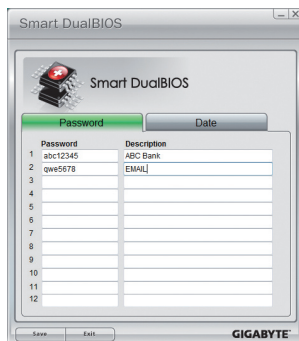 Smart DualBIOS
Smart DualBIOS
Password Date
Password Description
1 abc12345 ABC Bank
2 qwe5678 EMAIL
3
4
5
6
7
8
9
10
11
12
Save Exit GIGABYTE™